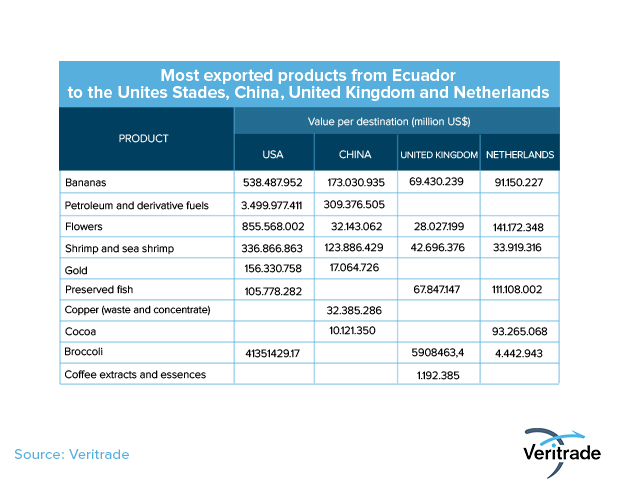 Most exported products from Ecuador
to the Unites Stades, China, United Kingdom and Netherlands
PRODUCT
Value per destination (million US$)
USA CHINA UNITED KINGDOM NETHERLANDS
Bananas 538.487.952 173.030.935 69.430.239 91.150.227
Petroleum and derivative fuels 3.499.977.411 309.376.505
Flowers 855.568.002 32.143.062 28.027.199 141.172.348
Shrimp and sea shrimp 336.866.863 123.886.429 42.696.376 33.919.316
Gold 156.330.758 17.064.726
Preserved fish 105.778.282 67.847.147 111.108.002
Copper (waste and concentrate) 32.385.286
Cocoa 10.121.350 93.265.068
Broccoli 41351429.17 5908463,4 4.442.943
Coffee extracts and essences 1.192.385
Source: Veritrade
Veritrade